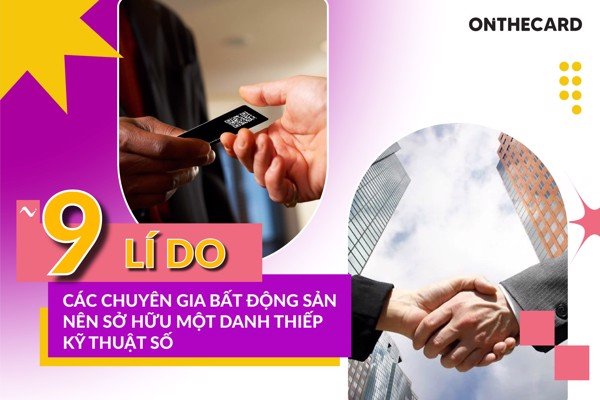 ONTHECARD
9 LÍ DO
CÁC CHUYÊN GIA BẤT ĐỘNG SẢN
NÊN SỞ HỮU MỘT DANH THIẾP
KỸ THUẬT SỐ